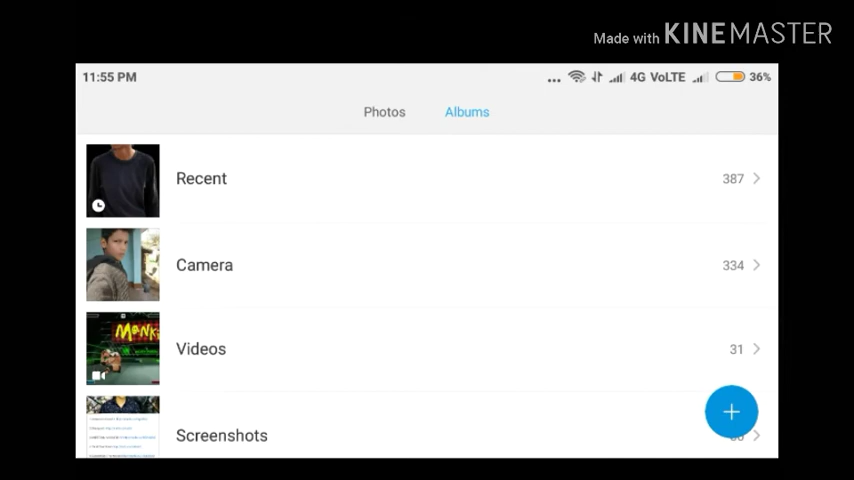 Made with KINEMASTER
11:55 PM ... 4G VoLTE 36%
Photos Albums
Recent 387
Camera 334
Videos 31
Screenshots